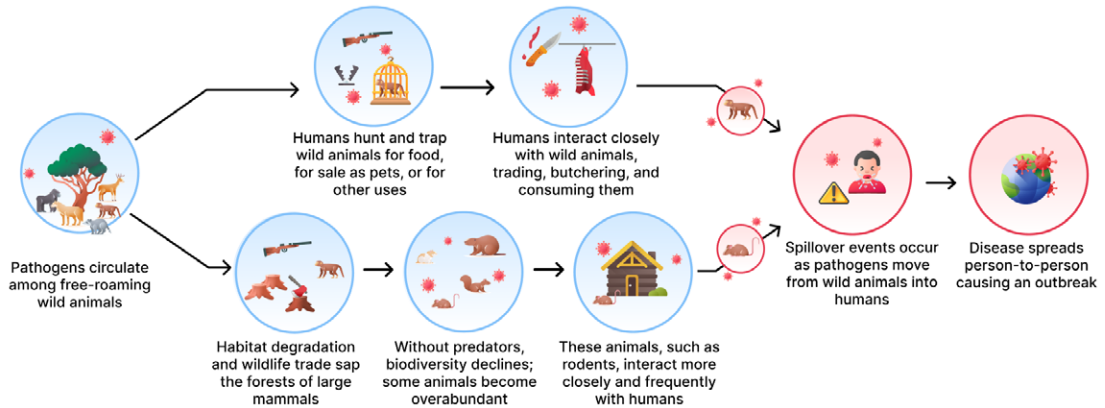 Pathogens circulate
among free-roaming
wild animals
Humans hunt and trap
wild animals for food,
for sale as pets, or for
other uses
Humans interact closely
with wild animals,
trading, butchering, and
consuming them
Habitat degradation
and wildlife trade sap
the forests of large
mammals
Without predators,
biodiversity declines;
some animals become
overabundant
These animals, such as
rodents, interact more
closely and frequently
with humans
Spillover events occur
as pathogens move
from wild animals into
humans
Disease spreads
person-to-person
causing an outbreak